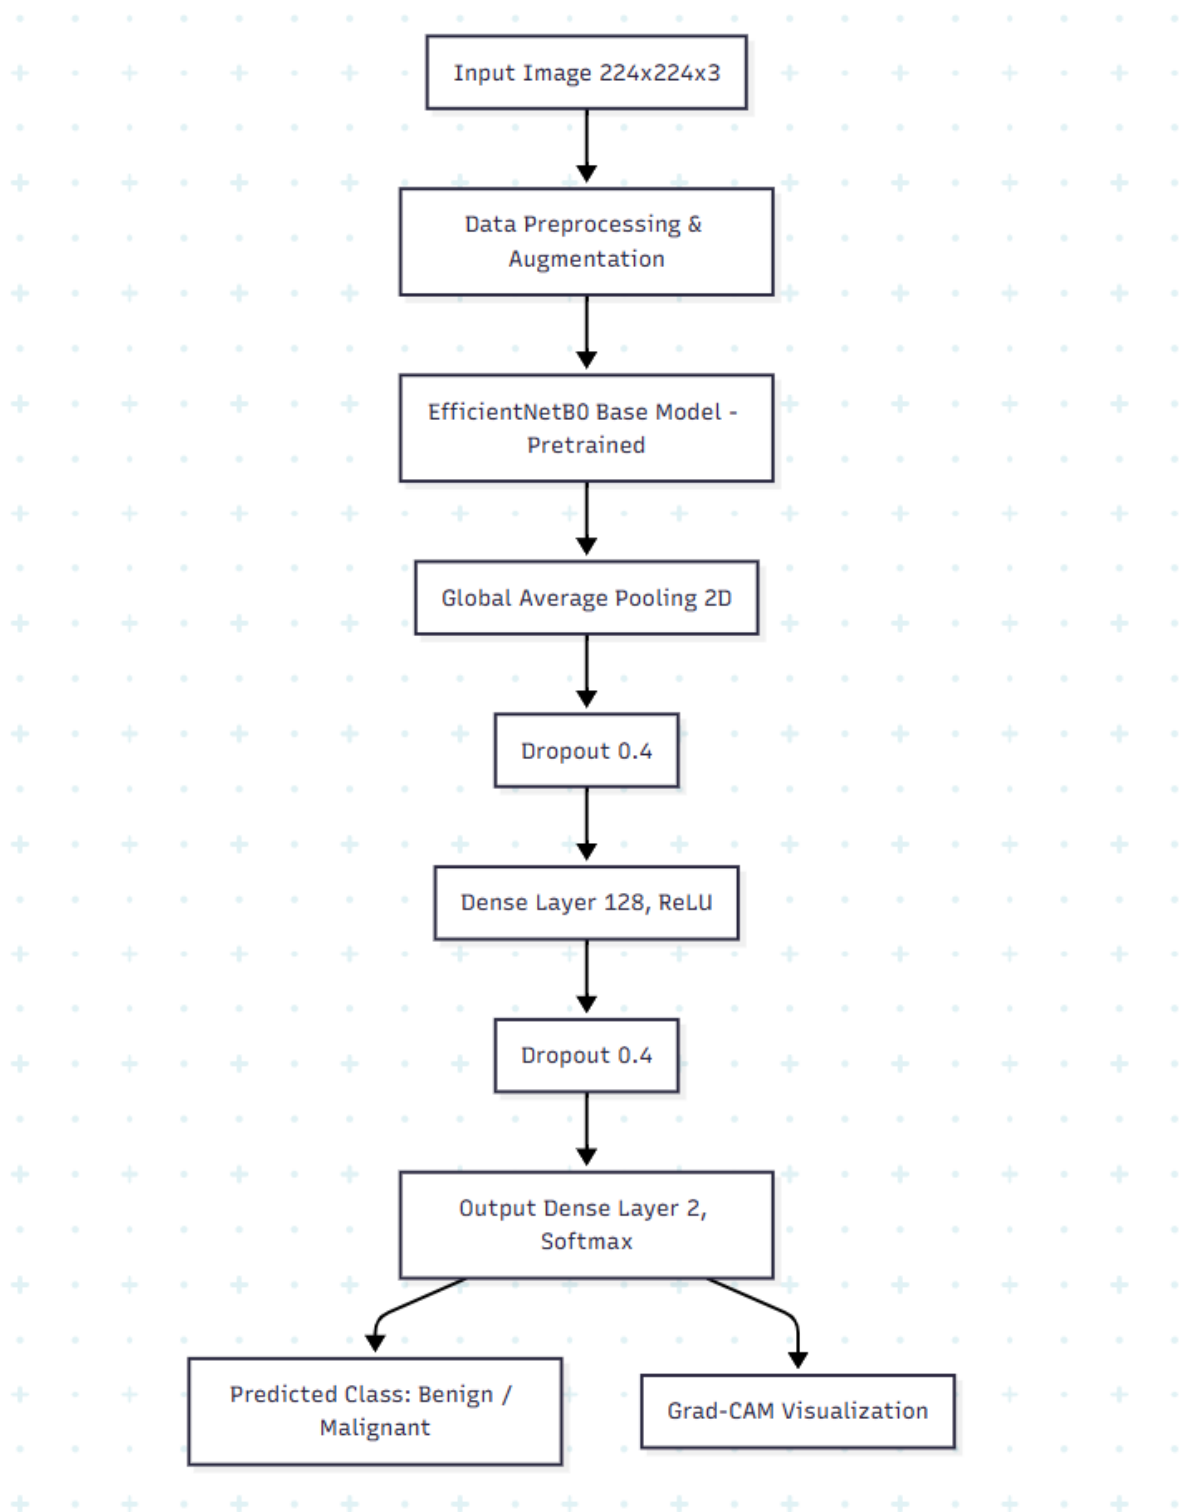 Input Image 224x224x3
Data Preprocessing &
Augmentation
EfficientNetB0 Base Model -
Pretrained
Global Average Pooling 2D
Dropout 0.4
Dense Layer 128, ReLU
Dropout 0.4
Output Dense Layer 2,
Softmax
Predicted Class: Benign /
Malignant
Grad-CAM Visualization